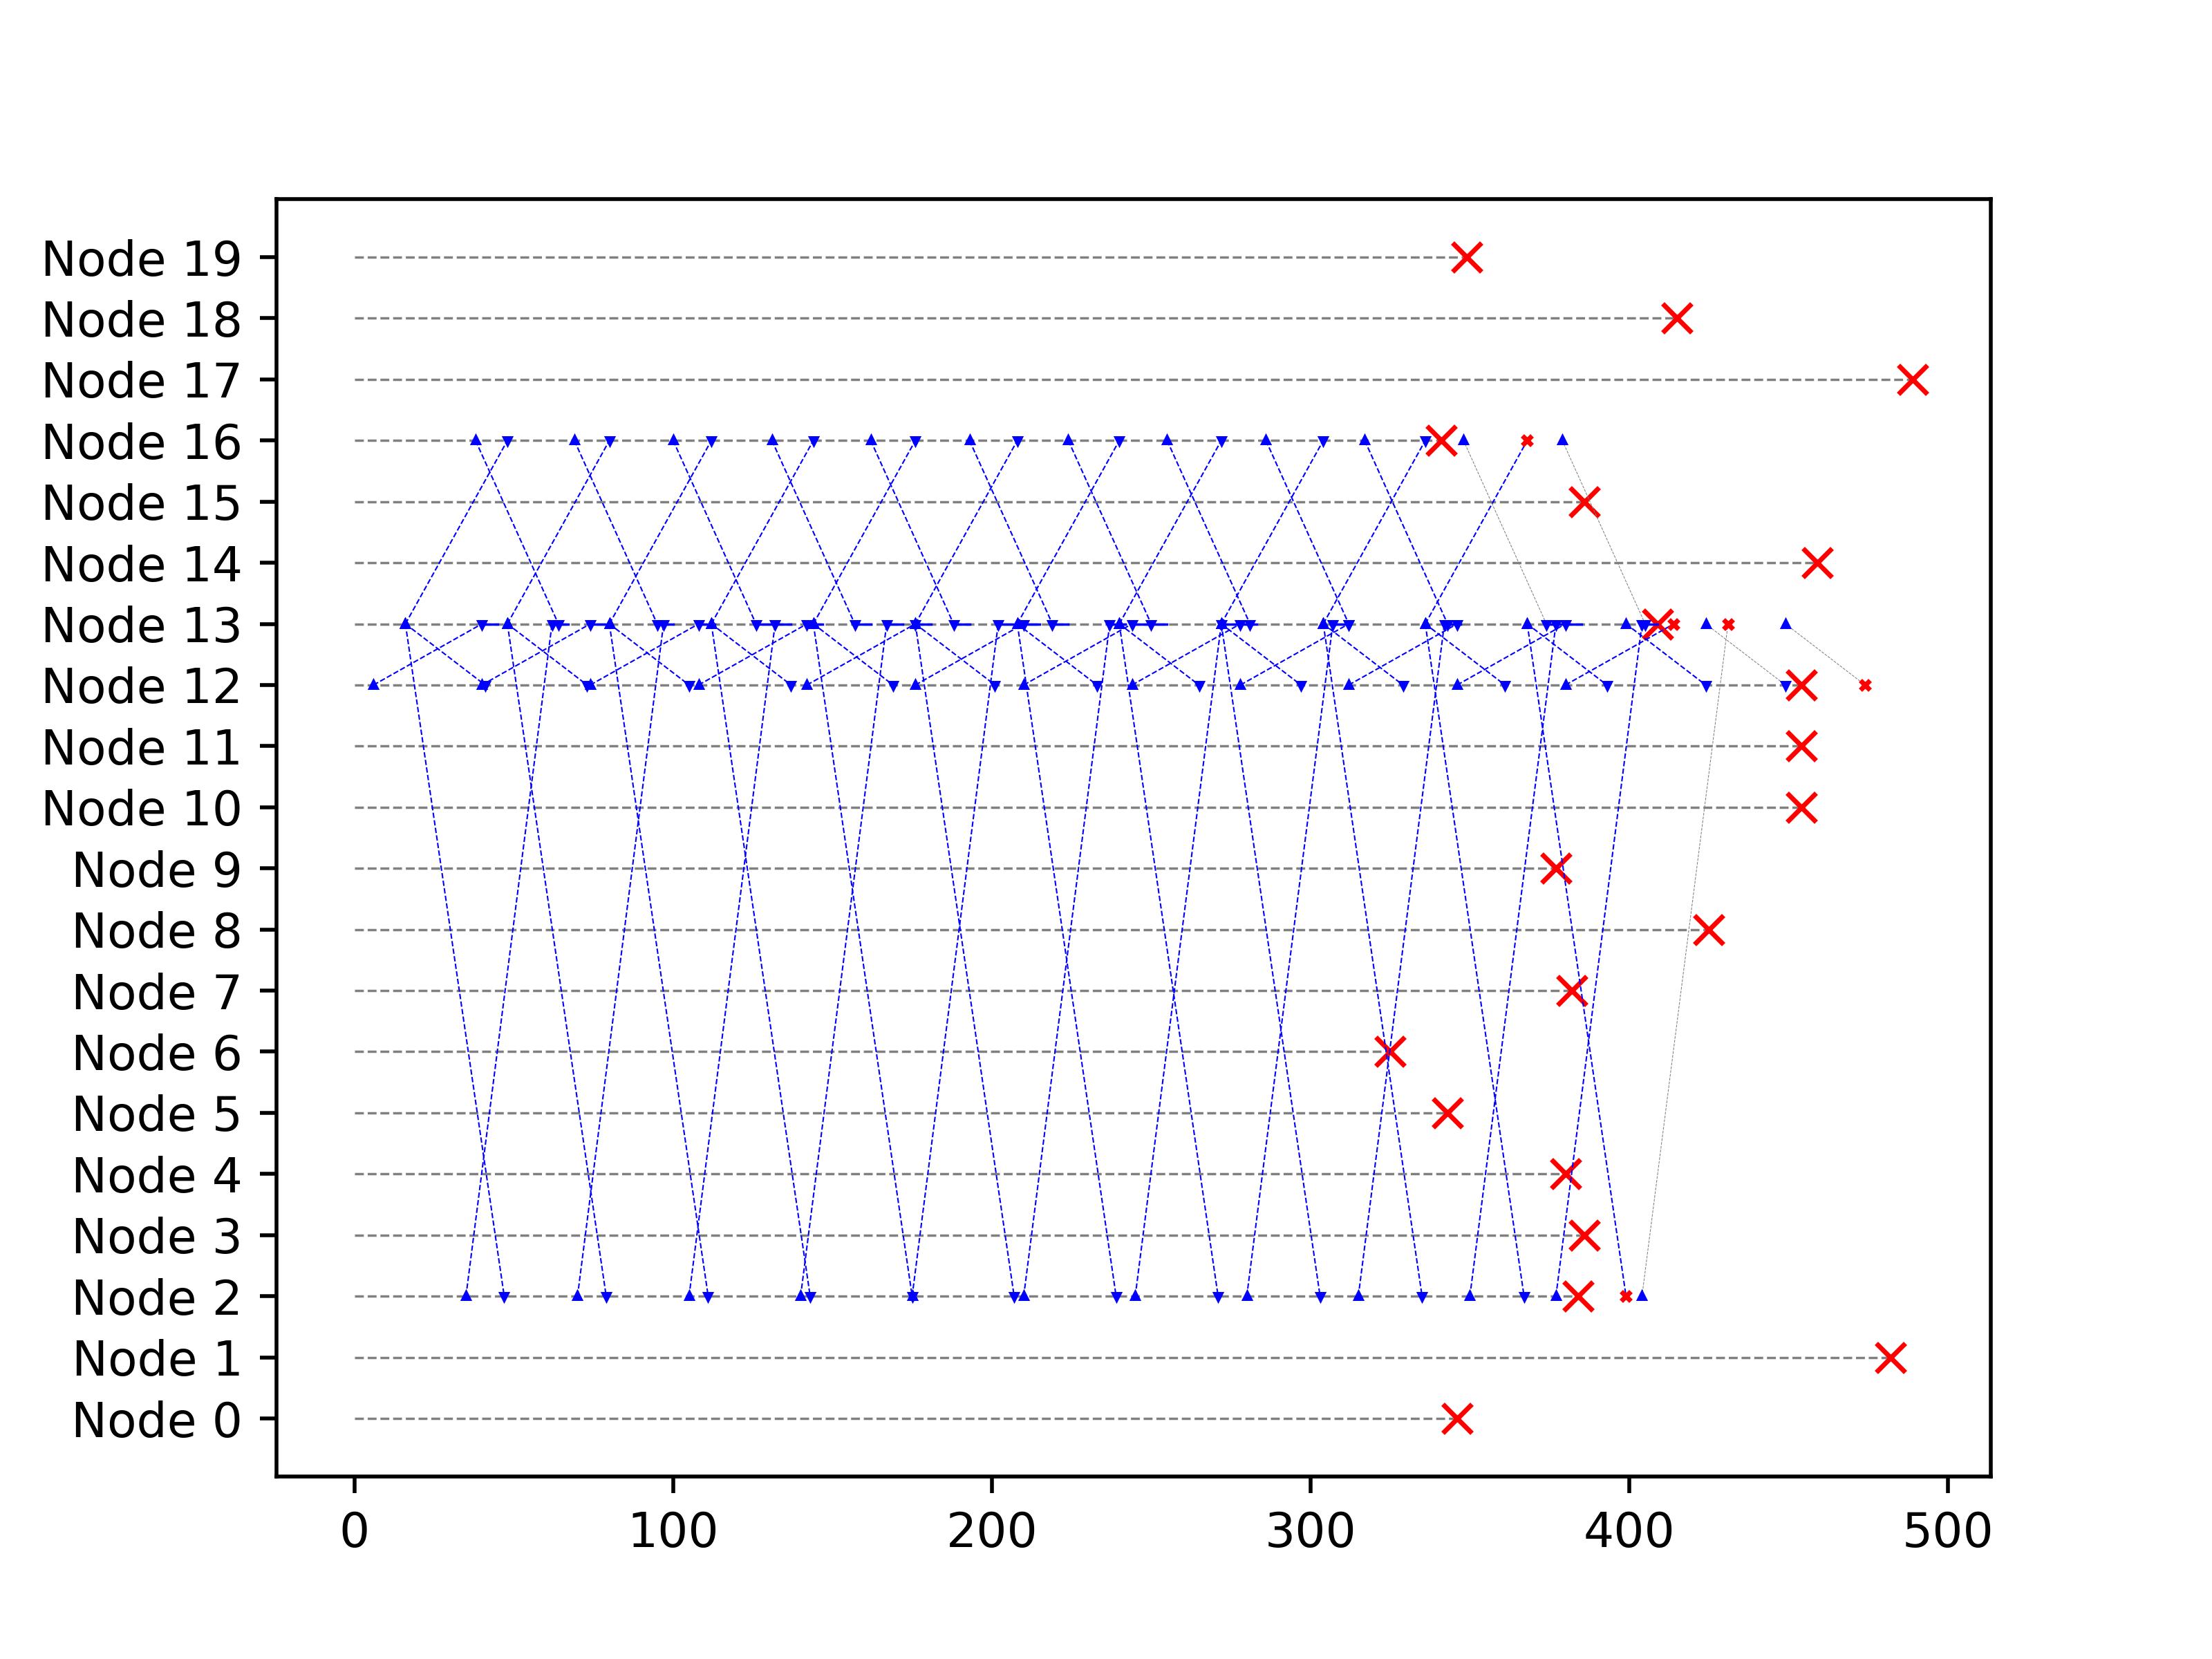 Node 19
Node 18
Node 17
Node 16
Node 15
Node 14
Node 13
Node 12
Node 11
Node 10
Node 9
Node 8
Node 7
Node 6
Node 5
Node 4
Node 3
Node 2
Node 1
Node 0
0 100 200 300 400 500